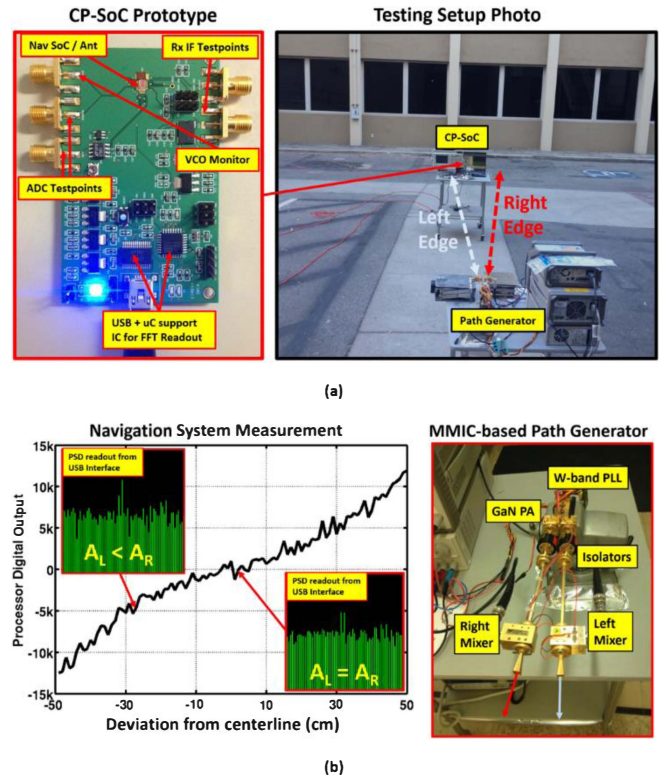 CP-SoC Prototype
Testing Setup Photo
Nav SoC / Ant
Rx IF Testpoints
VCO Monitor
ADC Testpoints
USB + uC support
IC for FFT Readout
CP-SoC
Left
Edge
Right
Edge
Path Generator
(a)
Navigation System Measurement
Processor Digital Output
15k
10k
5k
0
-5k
-10k
-15k
-50
-30
-10
10
30
50
Deviation from centerline (cm)
PSD readout from
USB Interface
AL < AR
PSD readout from
USB Interface
AL = AR
MMIC-based Path Generator
W-band PLL
GaN PA
Isolators
Right
Mixer
Left
Mixer
(b)